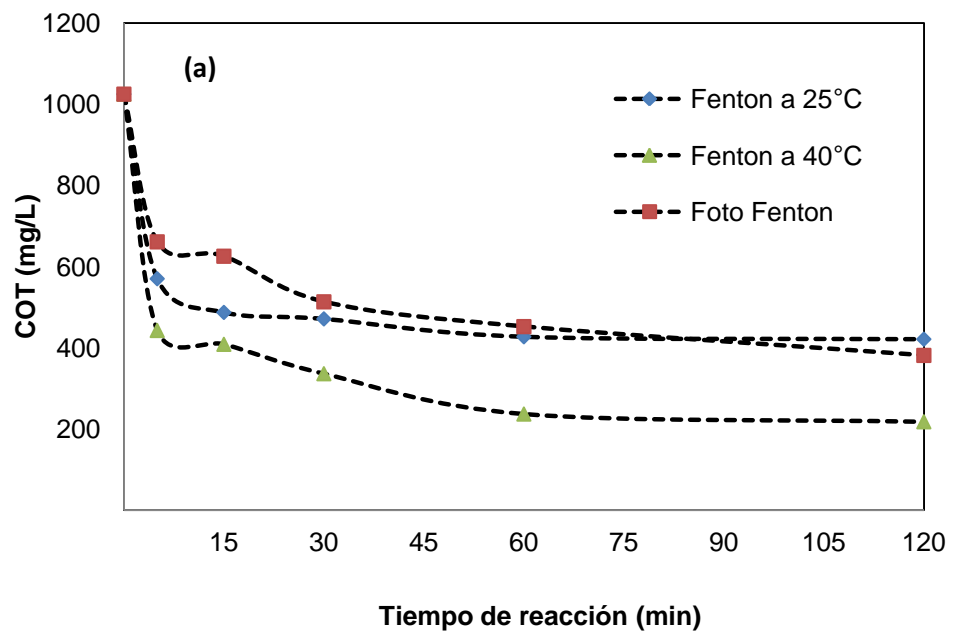 1200
(a)
1000
800
600
400
200
COT (mg/L)
Fenton a 25°C
Fenton a 40°C
Foto Fenton
15 30 45 60 75 90 105 120
Tiempo de reacción (min)